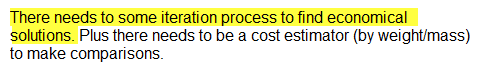 There needs to some iteration process to find economical
solutions. Plus there needs to be a cost estimator (by weight/mass)
to make comparisons.